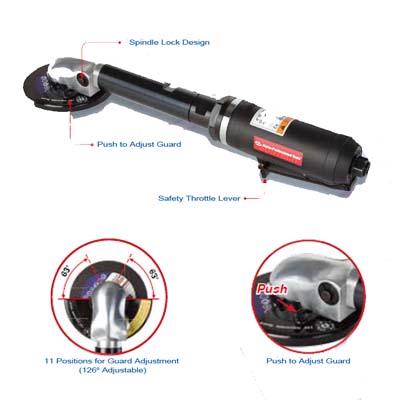 Spindle Lock Design
Push to Adjust Guard
Safety Throttle Lever
63°
63°
Push
11 Positions for Guard Adjustment
(126° Adjustable)
Push to Adjust Guard